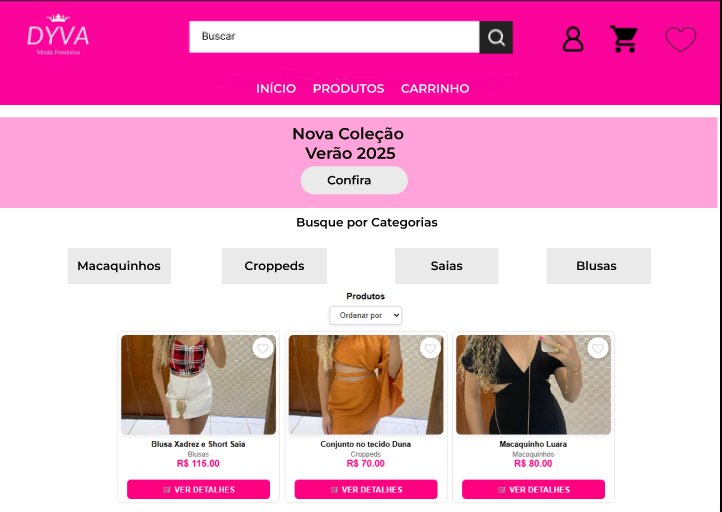 DYVA
Moda Feminina
Buscar
INÍCIO PRODUTOS CARRINHO
Nova Coleção
Verão 2025
Confira
Busque por Categorias
Macaquinhos Croppeds Saias Blusas
Produtos
Ordenar por
Blusa Xadrez e Short Saia
Blusas
R$ 115.00
VER DETALHES
Conjunto no tecido Duna
Croppeds
R$ 70.00
VER DETALHES
Macaquinho Luara
Macaquinhos
R$ 80.00
VER DETALHES